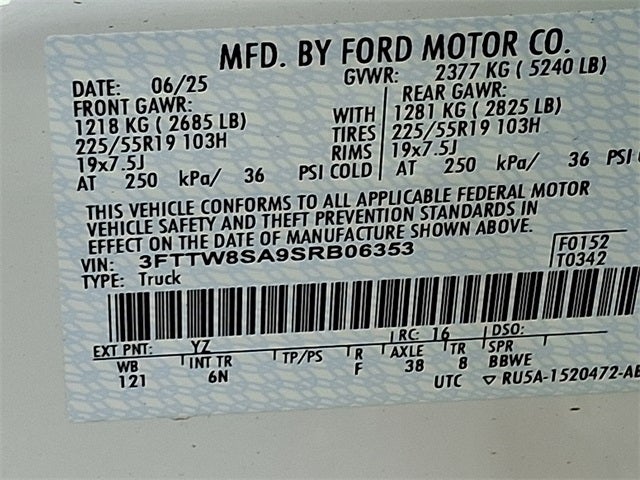 MFD. BY FORD MOTOR CO.
DATE: 06/25 GVWR: 2377 KG ( 5240 LB)
FRONT GAWR: REAR GAWR:
1218 KG ( 2685 LB) WITH 1281 KG ( 2825 LB)
225/55R19 103H TIRES 225/55R19 103H
19x7.5J RIMS 19x7.5J
AT 250 kPa/ 36 PSI COLD AT 250 kPa/ 36 PSI
THIS VEHICLE CONFORMS TO ALL APPLICABLE FEDERAL MOTOR
VEHICLE SAFETY AND THEFT PREVENTION STANDARDS IN
EFFECT ON THE DATE OF MANUFACTURE SHOWN ABOVE.
VIN: 3FTTW8SA9SRB06353 F0152
TYPE: Truck T0342
EXT PNT: YZ RC: 16 DSO:
WB INT TR TP/PS R AXLE TR SPR
121 6N F 38 8 BBWE
UTC ▽ RU5A-1520472-AB